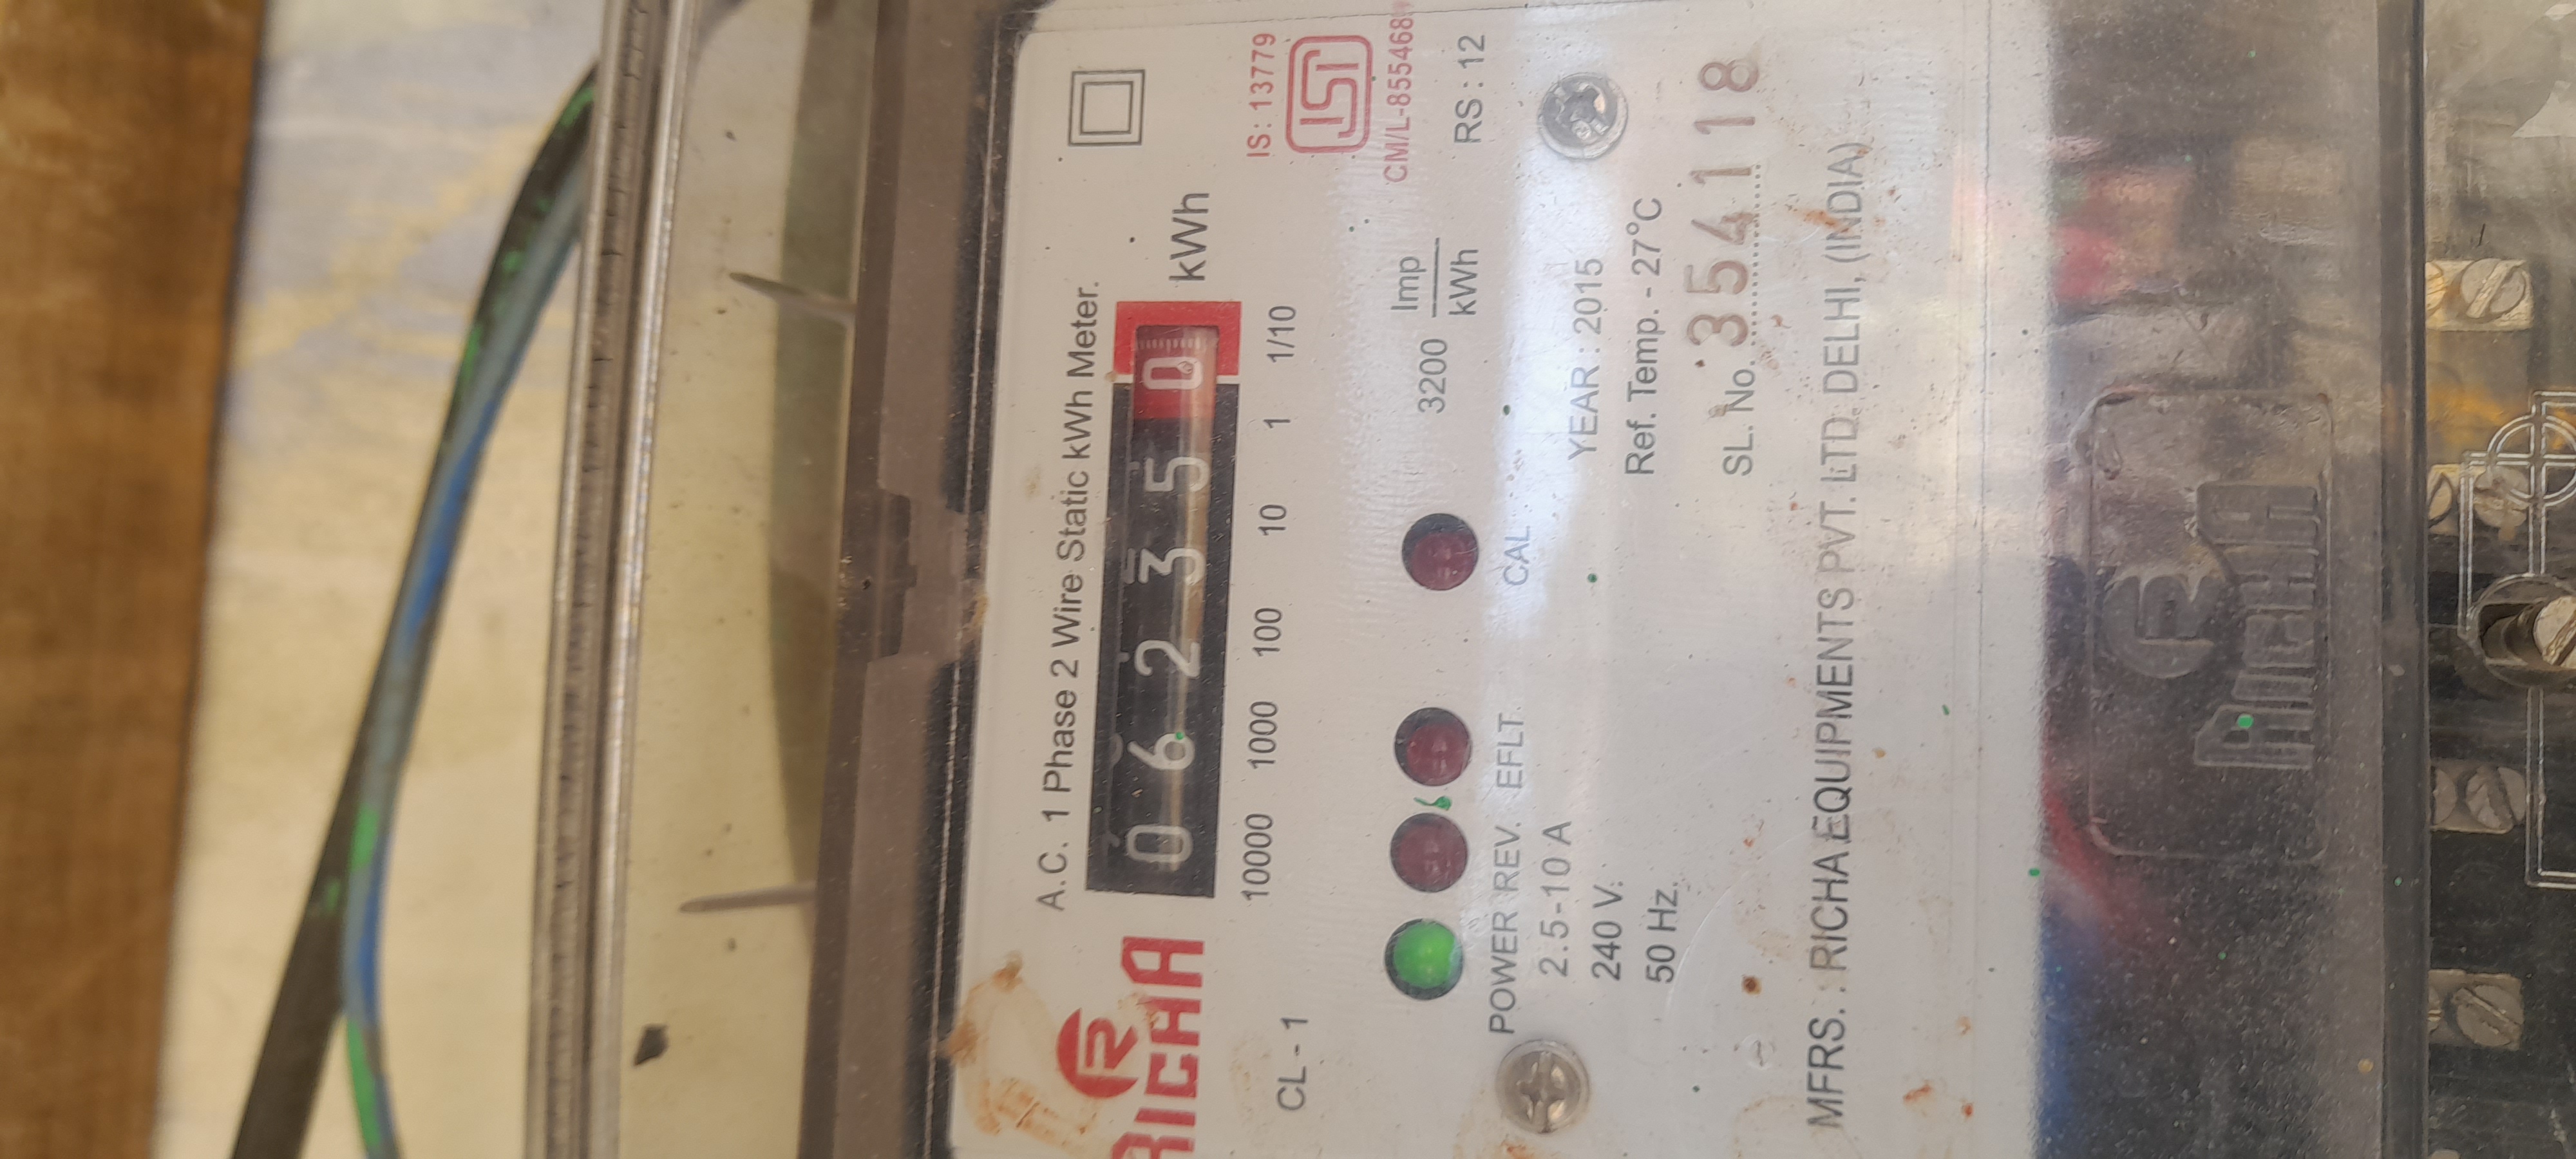 A.C. 1 Phase 2 Wire Static kWh Meter.
RICHA
0 6 2 3 5 0 kWh
10000 1000 100 10 1 1/10
IS : 13779
ISI
CM/L-8554684
CL - 1
3200 Imp
kWh
RS : 12
POWER REV. EFLT. CAL.
2.5-10 A
YEAR : 2015
240 V.
Ref. Temp. - 27°C
50 Hz.
SL. No. 354118
MFRS. : RICHA EQUIPMENTS PVT. LTD. DELHI, (INDIA)
R
RICHA